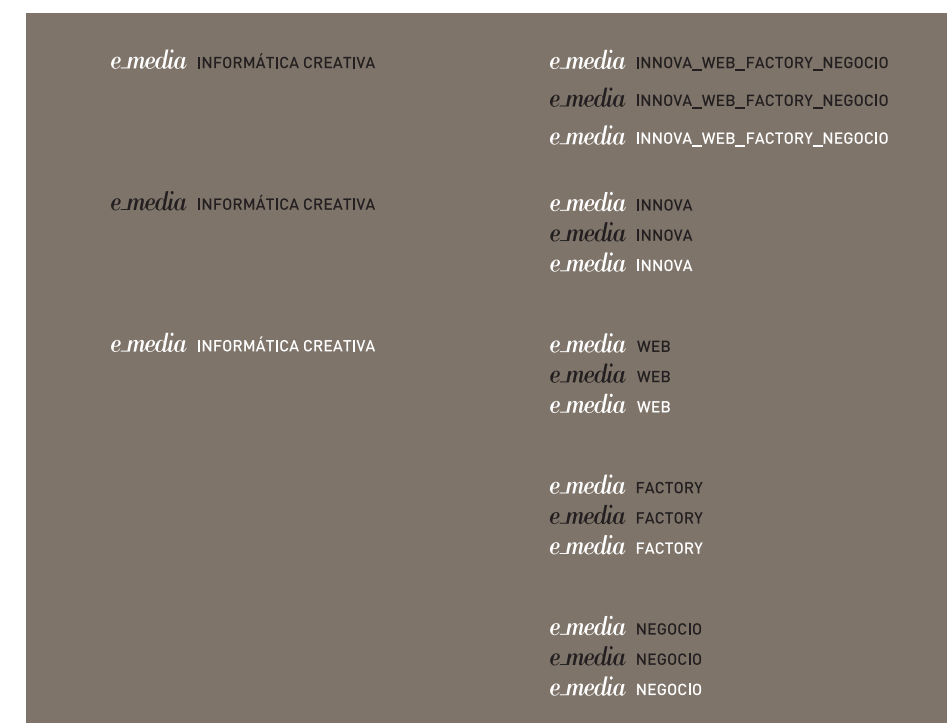 e_media INFORMÁTICA CREATIVA
e_media INFORMÁTICA CREATIVA
e_media INFORMÁTICA CREATIVA
e_media INNOVA_WEB_FACTORY_NEGOCIO
e_media INNOVA_WEB_FACTORY_NEGOCIO
e_media INNOVA_WEB_FACTORY_NEGOCIO
e_media INNOVA
e_media INNOVA
e_media INNOVA
e_media WEB
e_media WEB
e_media WEB
e_media FACTORY
e_media FACTORY
e_media FACTORY
e_media NEGOCIO
e_media NEGOCIO
e_media NEGOCIO